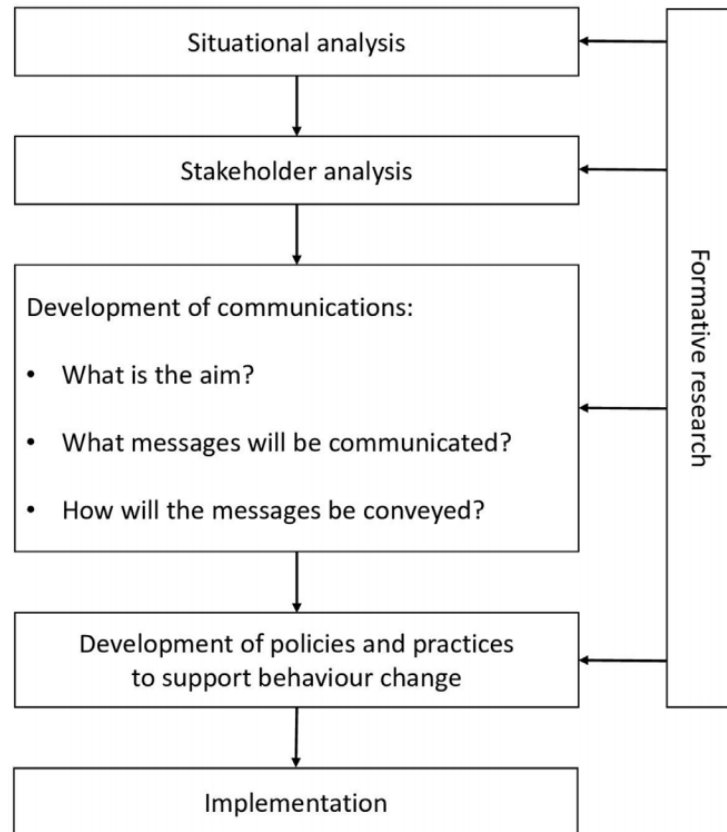 Situational analysis
Stakeholder analysis
Development of communications:
• What is the aim?
• What messages will be communicated?
• How will the messages be conveyed?
Development of policies and practices
to support behaviour change
Implementation
Formative research